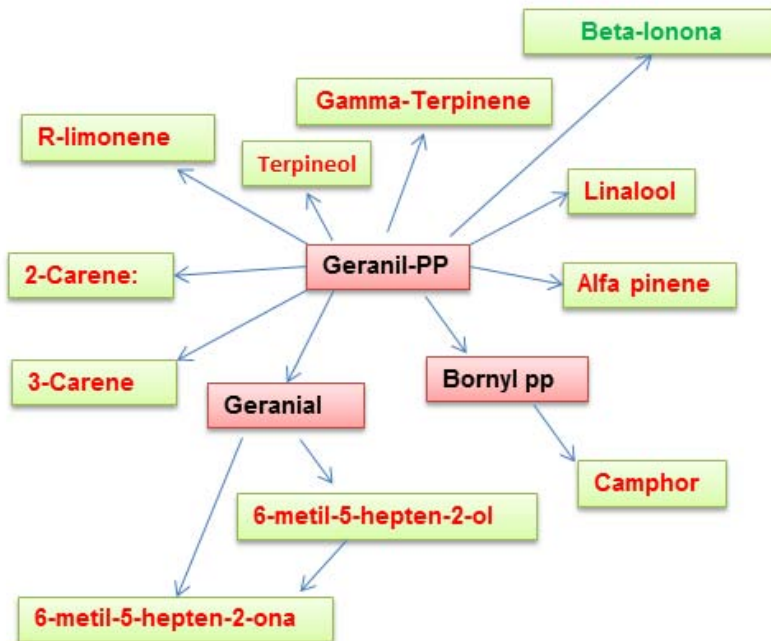 Beta-Ionona
Gamma-Terpinene
R-limonene
Terpineol
Linalool
Geranil-PP
2-Carene:
Alfa pinene
3-Carene
Bornyl pp
Geranial
Camphor
6-metil-5-hepten-2-ol
6-metil-5-hepten-2-ona